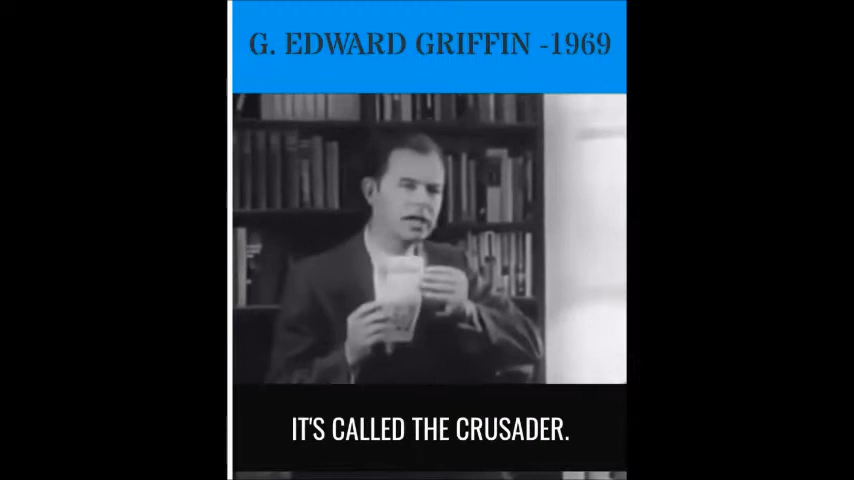 G. EDWARD GRIFFIN -1969
IT'S CALLED THE CRUSADER.